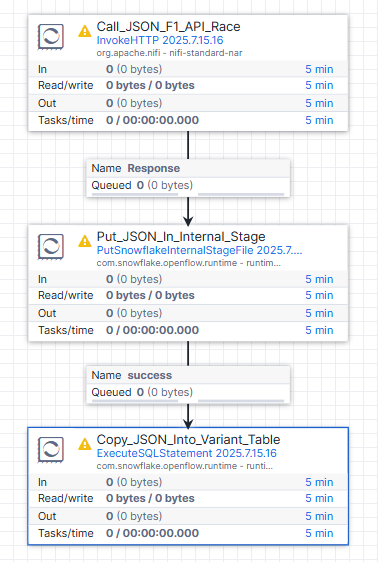 Call_JSON_F1_API_Race
InvokeHTTP 2025.7.15.16
org.apache.nifi - nifi-standard-nar
In 0 (0 bytes) 5 min
Read/write 0 bytes / 0 bytes 5 min
Out 0 (0 bytes) 5 min
Tasks/time 0 / 00:00:00.000 5 min
Name Response
Queued 0 (0 bytes)
Put_JSON_In_Internal_Stage
PutSnowflakeInternalStageFile 2025.7....
com.snowflake.openflow.runtime - runtim...
In 0 (0 bytes) 5 min
Read/write 0 bytes / 0 bytes 5 min
Out 0 (0 bytes) 5 min
Tasks/time 0 / 00:00:00.000 5 min
Name success
Queued 0 (0 bytes)
Copy_JSON_Into_Variant_Table
ExecuteSQLStatement 2025.7.15.16
com.snowflake.openflow.runtime - runti...
In 0 (0 bytes) 5 min
Read/write 0 bytes / 0 bytes 5 min
Out 0 (0 bytes) 5 min
Tasks/time 0 / 00:00:00.000 5 min